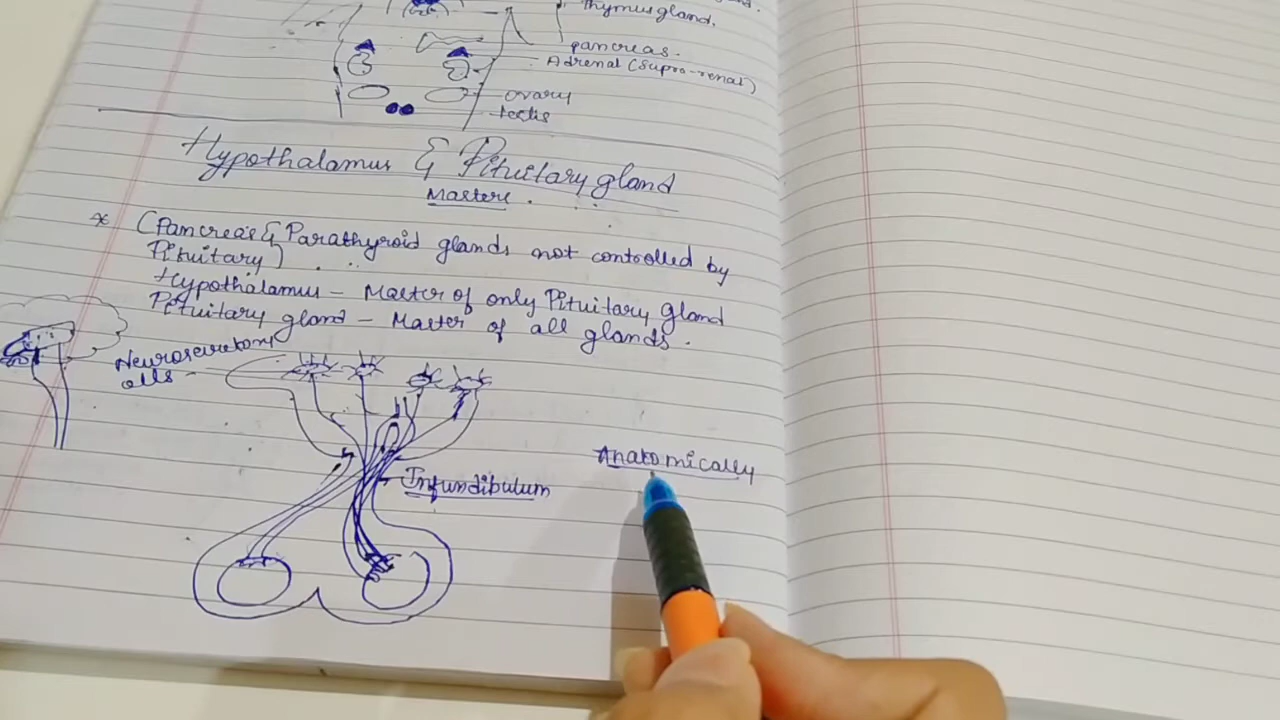 thymus gland.
pancreas.
Adrenal (supra-renal)
ovary
testis
Hypothalamus & Pituitary gland
Masters.
* (Pancreas & Parathyroid glands not controlled by
Pituitary)
Hypothalamus - Master of only Pituitary gland
Pituitary gland - Master of all glands.
Neurosecretory
cells -
Infundibulum
Anatomically